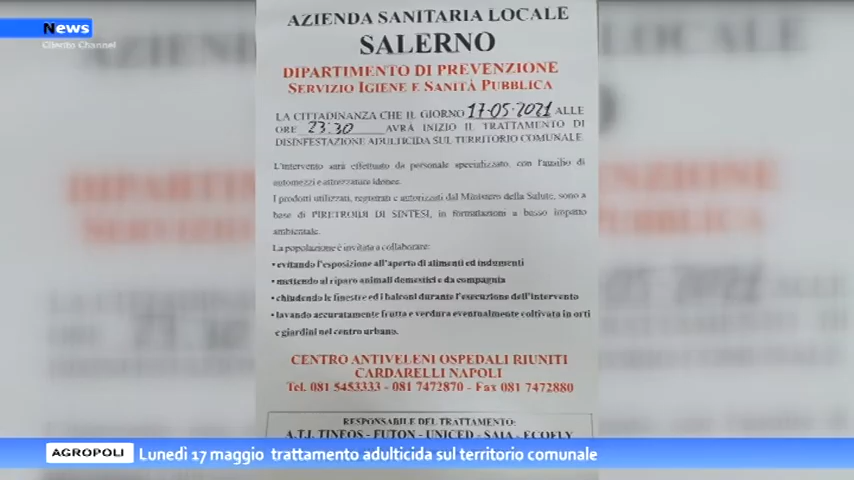 News
Cilento Channel
AZIENDA SANITARIA LOCALE
SALERNO
DIPARTIMENTO DI PREVENZIONE
SERVIZIO IGIENE E SANITÀ PUBBLICA
LA CITTADINANZA CHE IL GIORNO 17-05-2021 ALLE
ORE 23:30 AVRÀ INIZIO IL TRATTAMENTO DI
DISINFESTAZIONE ADULTICIDA SUL TERRITORIO COMUNALE.
L'intervento sarà effettuato da personale specializzato, con l'ausilio di
automezzi e attrezzature idonee.
I prodotti utilizzati, registrati e autorizzati dal Ministero della Salute, sono a
base di PIRETROIDI DI SINTESI, in formulazioni a basso impatto
ambientale.
La popolazione è invitata a collaborare:
• evitando l'esposizione all'aperto di alimenti ed indumenti
• mettendo al riparo animali domestici e da compagnia
• chiudendo le finestre ed i balconi durante l'esecuzione dell'intervento
• lavando accuratamente frutta e verdura eventualmente coltivata in orti
e giardini nel centro urbano.
CENTRO ANTIVELENI OSPEDALI RIUNITI
CARDARELLI NAPOLI
Tel. 081 5453333 - 081 7472870 - Fax 081 7472880
RESPONSABILE DEL TRATTAMENTO:
A.T.I. TINEOS - FUTON - UNICED - SAIA - ECOFLY
AGROPOLI Lunedì 17 maggio trattamento adulticida sul territorio comunale